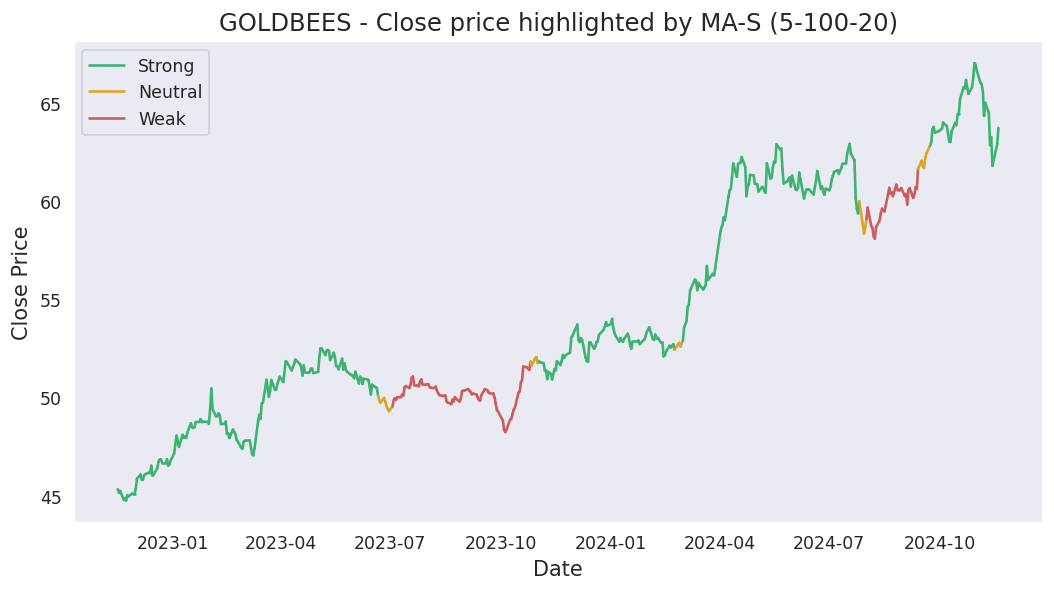 GOLDBEES - Close price highlighted by MA-S (5-100-20)
Strong
Neutral
Weak
Close Price
65
60
55
50
45
2023-01 2023-04 2023-07 2023-10 2024-01 2024-04 2024-07 2024-10
Date